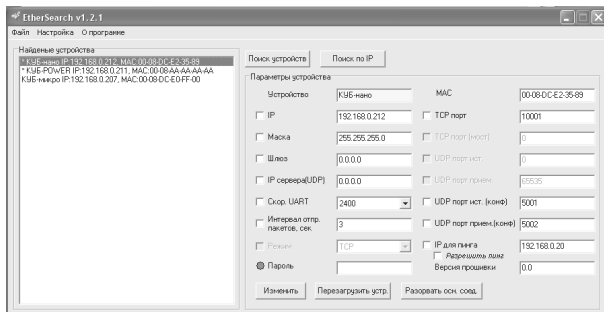 EtherSearch v1.2.1
Файл Настройка О программе
Найденые устройства
* КУБ-нано IP:192.168.0.212, MAC:00-08-DC-E2-35-89
* КУБ-POWER IP:192.168.0.211, MAC:00-08-AA-AA-AA-AA
КУБ-микро IP:192.168.0.207, MAC:00-08-DC-E0-FF-00
Поиск устройств Поиск по IP
Параметры устройства
Устройство КУБ-нано MAC 00-08-DC-E2-35-89
IP 192.168.0.212 TCP порт 10001
Маска 255.255.255.0 TCP порт (мост) 0
Шлюз 0.0.0.0 UDP порт ист. 0
IP сервера(UDP) 0.0.0.0 UDP порт прием. 65535
Скор. UART 2400 UDP порт ист. (конф) 5001
Интервал отпр.
пакетов, сек 3 UDP порт прием.(конф) 5002
Режим TCP IP для пинга 192.168.0.20
Разрешить пинг
Пароль Версия прошивки 0.0
Изменить Перезагрузить устр. Разорвать осн. соед.